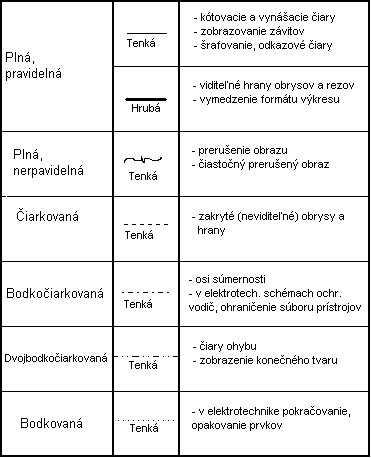 Plná,
pravidelná
Tenká
- kótovacie a vynášacie čiary
- zobrazovanie závitov
- šrafovanie, odkazové čiary
Hrubá
- viditeľné hrany obrysov a rezov
- vymedzenie formátu výkresu
Plná,
nerpavidelná
Tenká
- prerušenie obrazu
- čiastočný prerušený obraz
Čiarkovaná
Tenká
- zakryté (neviditeľné) obrysy a
hrany
Bodkočiarkovaná
Tenká
- osi súmernosti
- v elektrotech. schémach ochr.
vodič, ohraničenie súboru prístrojov
Dvojbodkočiarkovaná
Tenká
- čiary ohybu
- zobrazenie konečného tvaru
Bodkovaná
Tenká
- v elektrotechnike pokračovanie,
opakovanie prvkov